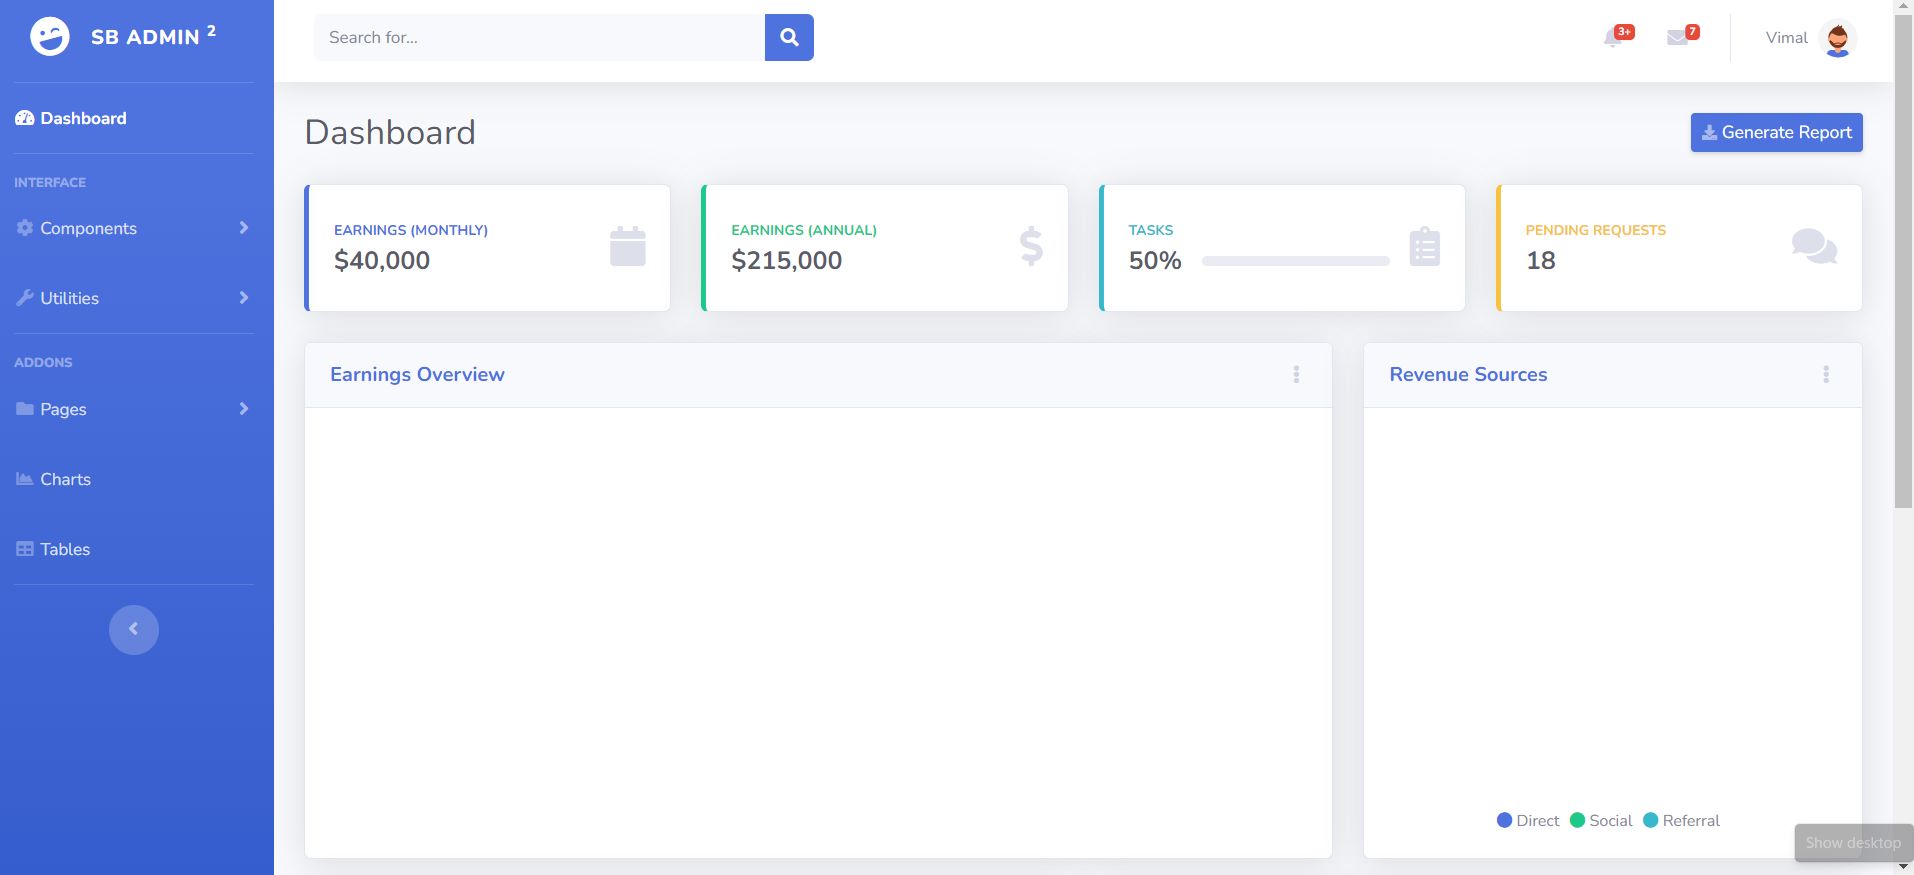 SB ADMIN 2
Search for...
3+
7
Vimal
Dashboard
INTERFACE
Components
Utilities
ADDONS
Pages
Charts
Tables
Dashboard
Generate Report
EARNINGS (MONTHLY)
$40,000
EARNINGS (ANNUAL)
$215,000
TASKS
50%
PENDING REQUESTS
18
Earnings Overview
Revenue Sources
Direct Social Referral
Show desktop